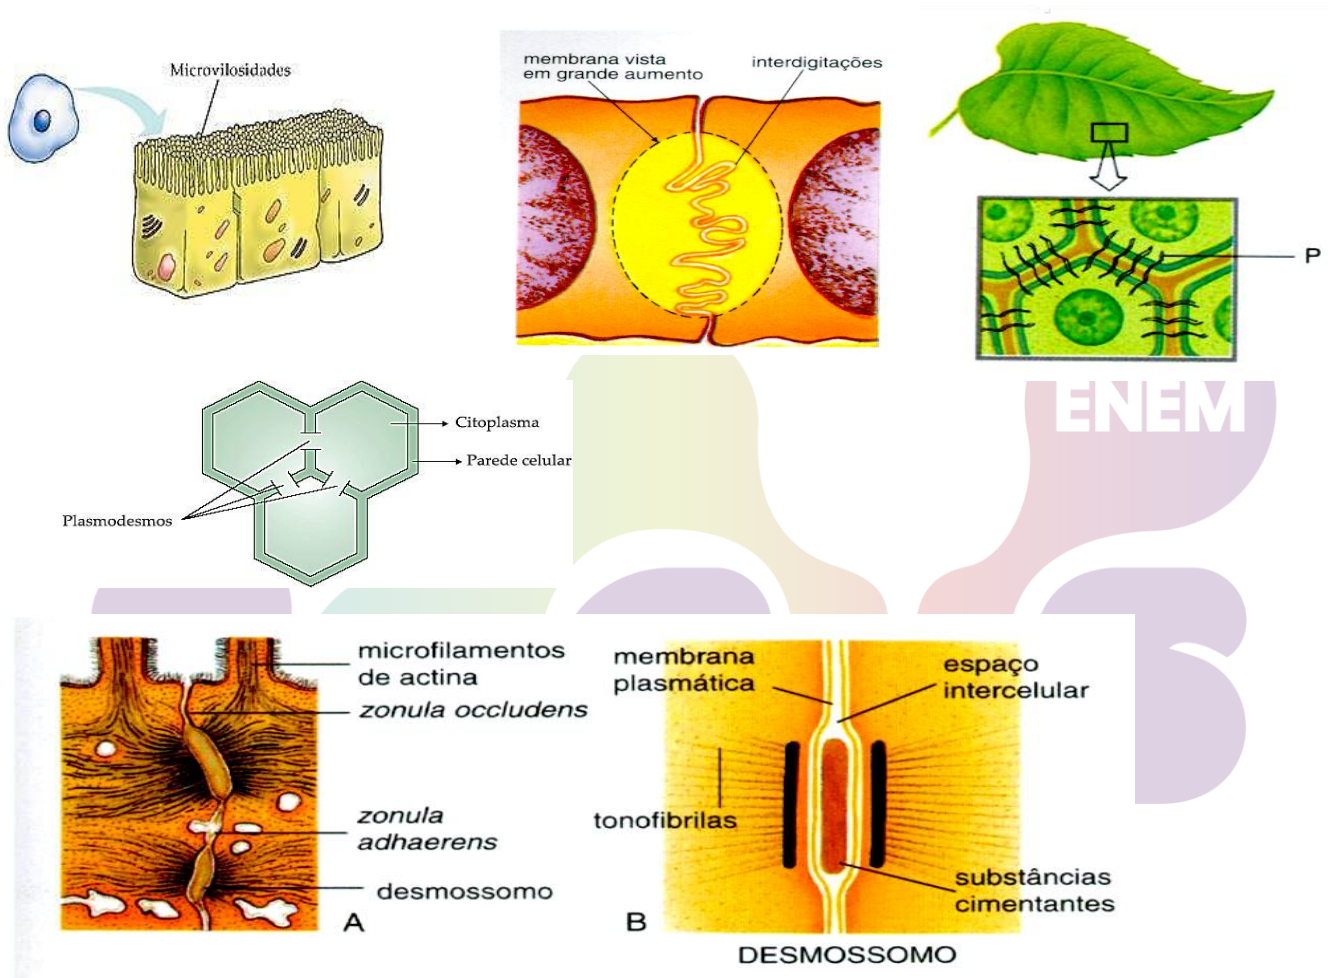 Microvilosidades
membrana vista
em grande aumento
interdigitações
P
ENEM
Citoplasma
Parede celular
Plasmodesmos
microfilamentos
de actina
zonula occludens
zonula
adhaerens
desmossomo
A
membrana
plasmática
espaço
intercelular
tonofibrilas
substâncias
cimentantes
B
DESMOSSOMO